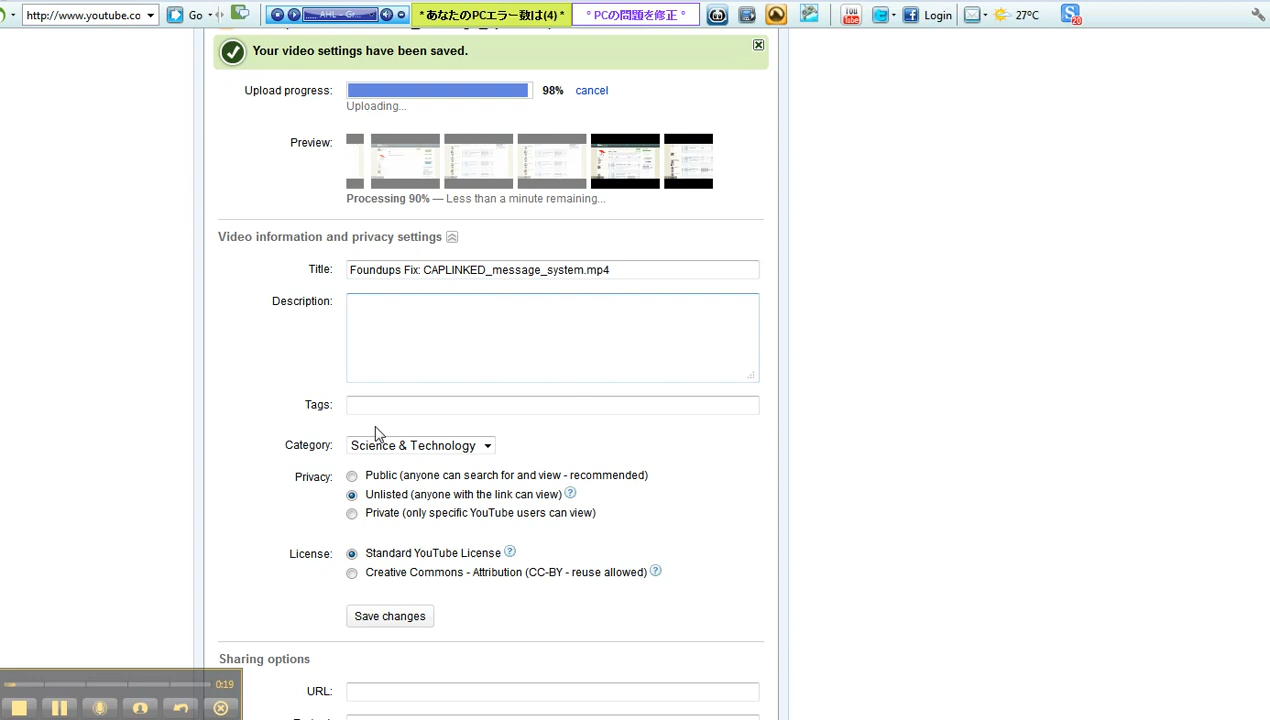 http://www.youtube.co
Go
AHL - Gr...
*あなたのPCエラー数は(4) *
° PCの問題を修正 °
You Tube
Login
27°C
20
Your video settings have been saved.
Upload progress: 98% cancel
Uploading...
Preview:
Processing 90% — Less than a minute remaining...
Video information and privacy settings
Title: Foundups Fix: CAPLINKED_message_system.mp4
Description:
Tags:
Category: Science & Technology
Privacy: Public (anyone can search for and view - recommended)
Unlisted (anyone with the link can view) ?
Private (only specific YouTube users can view)
License: Standard YouTube License ?
Creative Commons - Attribution (CC-BY - reuse allowed) ?
Save changes
Sharing options
0:19
URL: